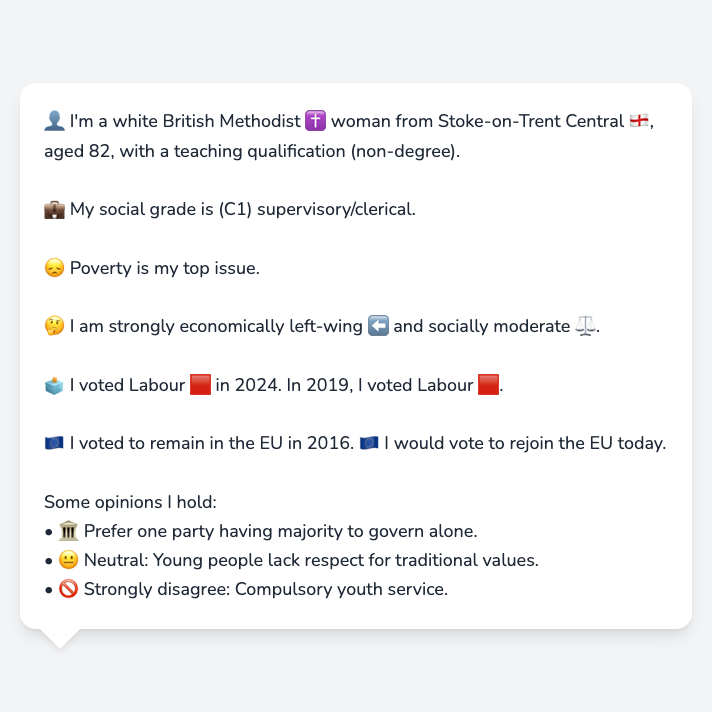 👤 I'm a white British Methodist ✝️ woman from Stoke-on-Trent Central 🏴󠁧󠁢󠁥󠁮󠁧󠁿,
aged 82, with a teaching qualification (non-degree).
💼 My social grade is (C1) supervisory/clerical.
😞 Poverty is my top issue.
🤔 I am strongly economically left-wing ⬅️ and socially moderate ⚖️.
🗳️ I voted Labour 🟥 in 2024. In 2019, I voted Labour 🟥.
🇪🇺 I voted to remain in the EU in 2016. 🇪🇺 I would vote to rejoin the EU today.
Some opinions I hold:
• 🏛️ Prefer one party having majority to govern alone.
• 😐 Neutral: Young people lack respect for traditional values.
• 🚫 Strongly disagree: Compulsory youth service.